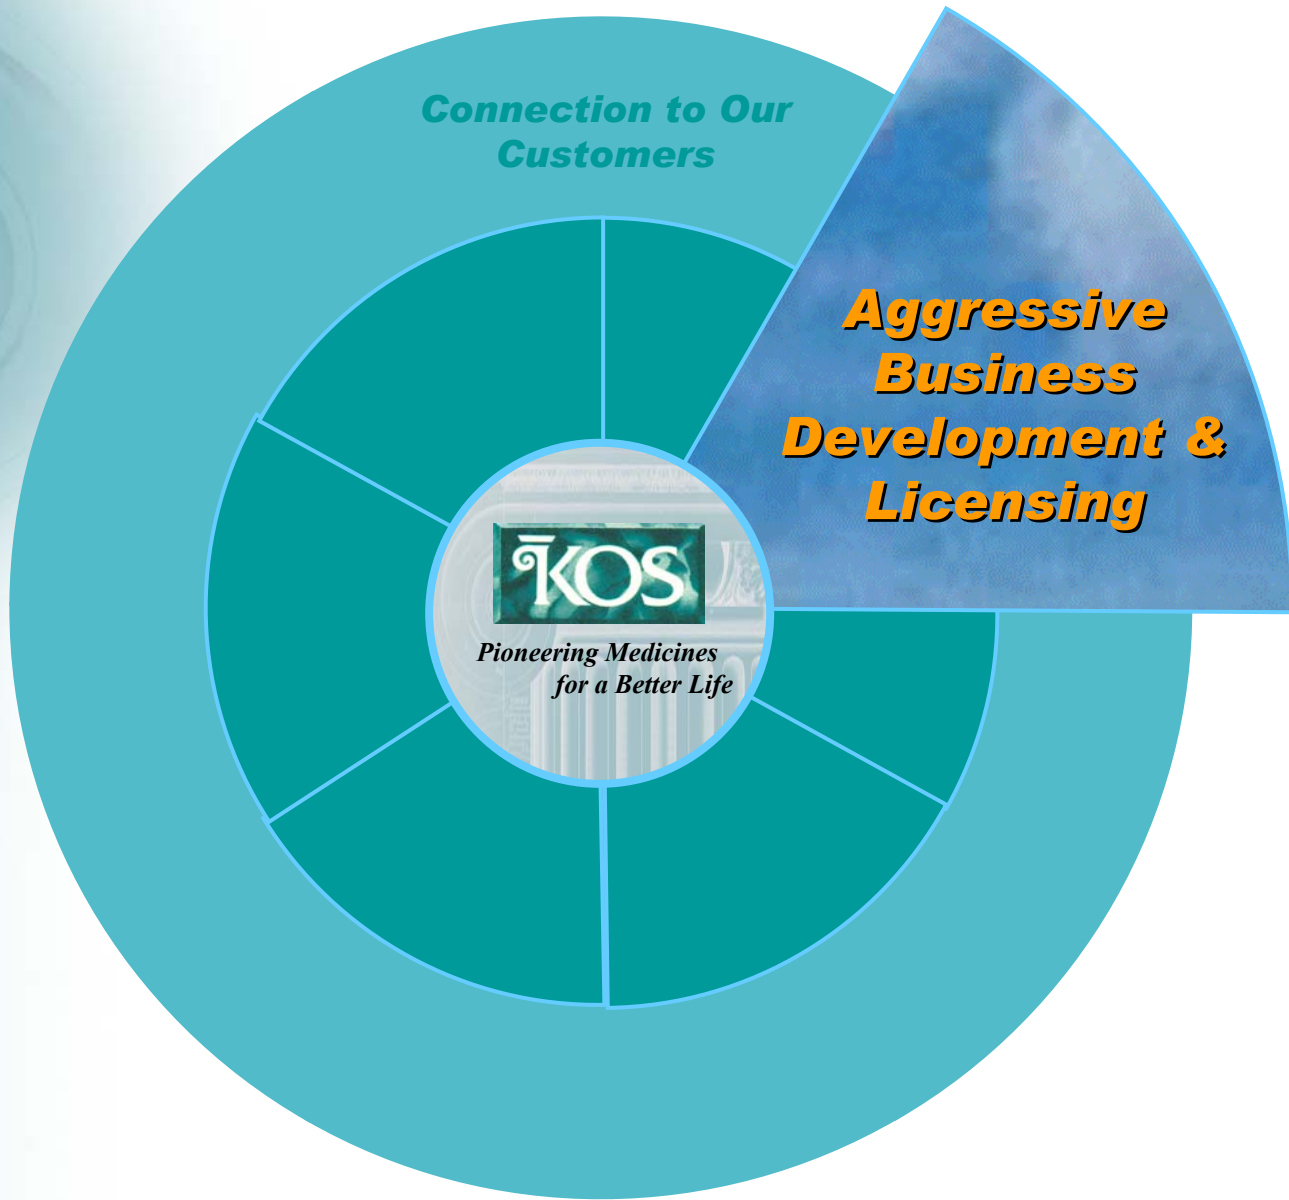 Connection to Our
Customers
Aggressive
Business
Development &
Licensing
KOS
Pioneering Medicines
for a Better Life